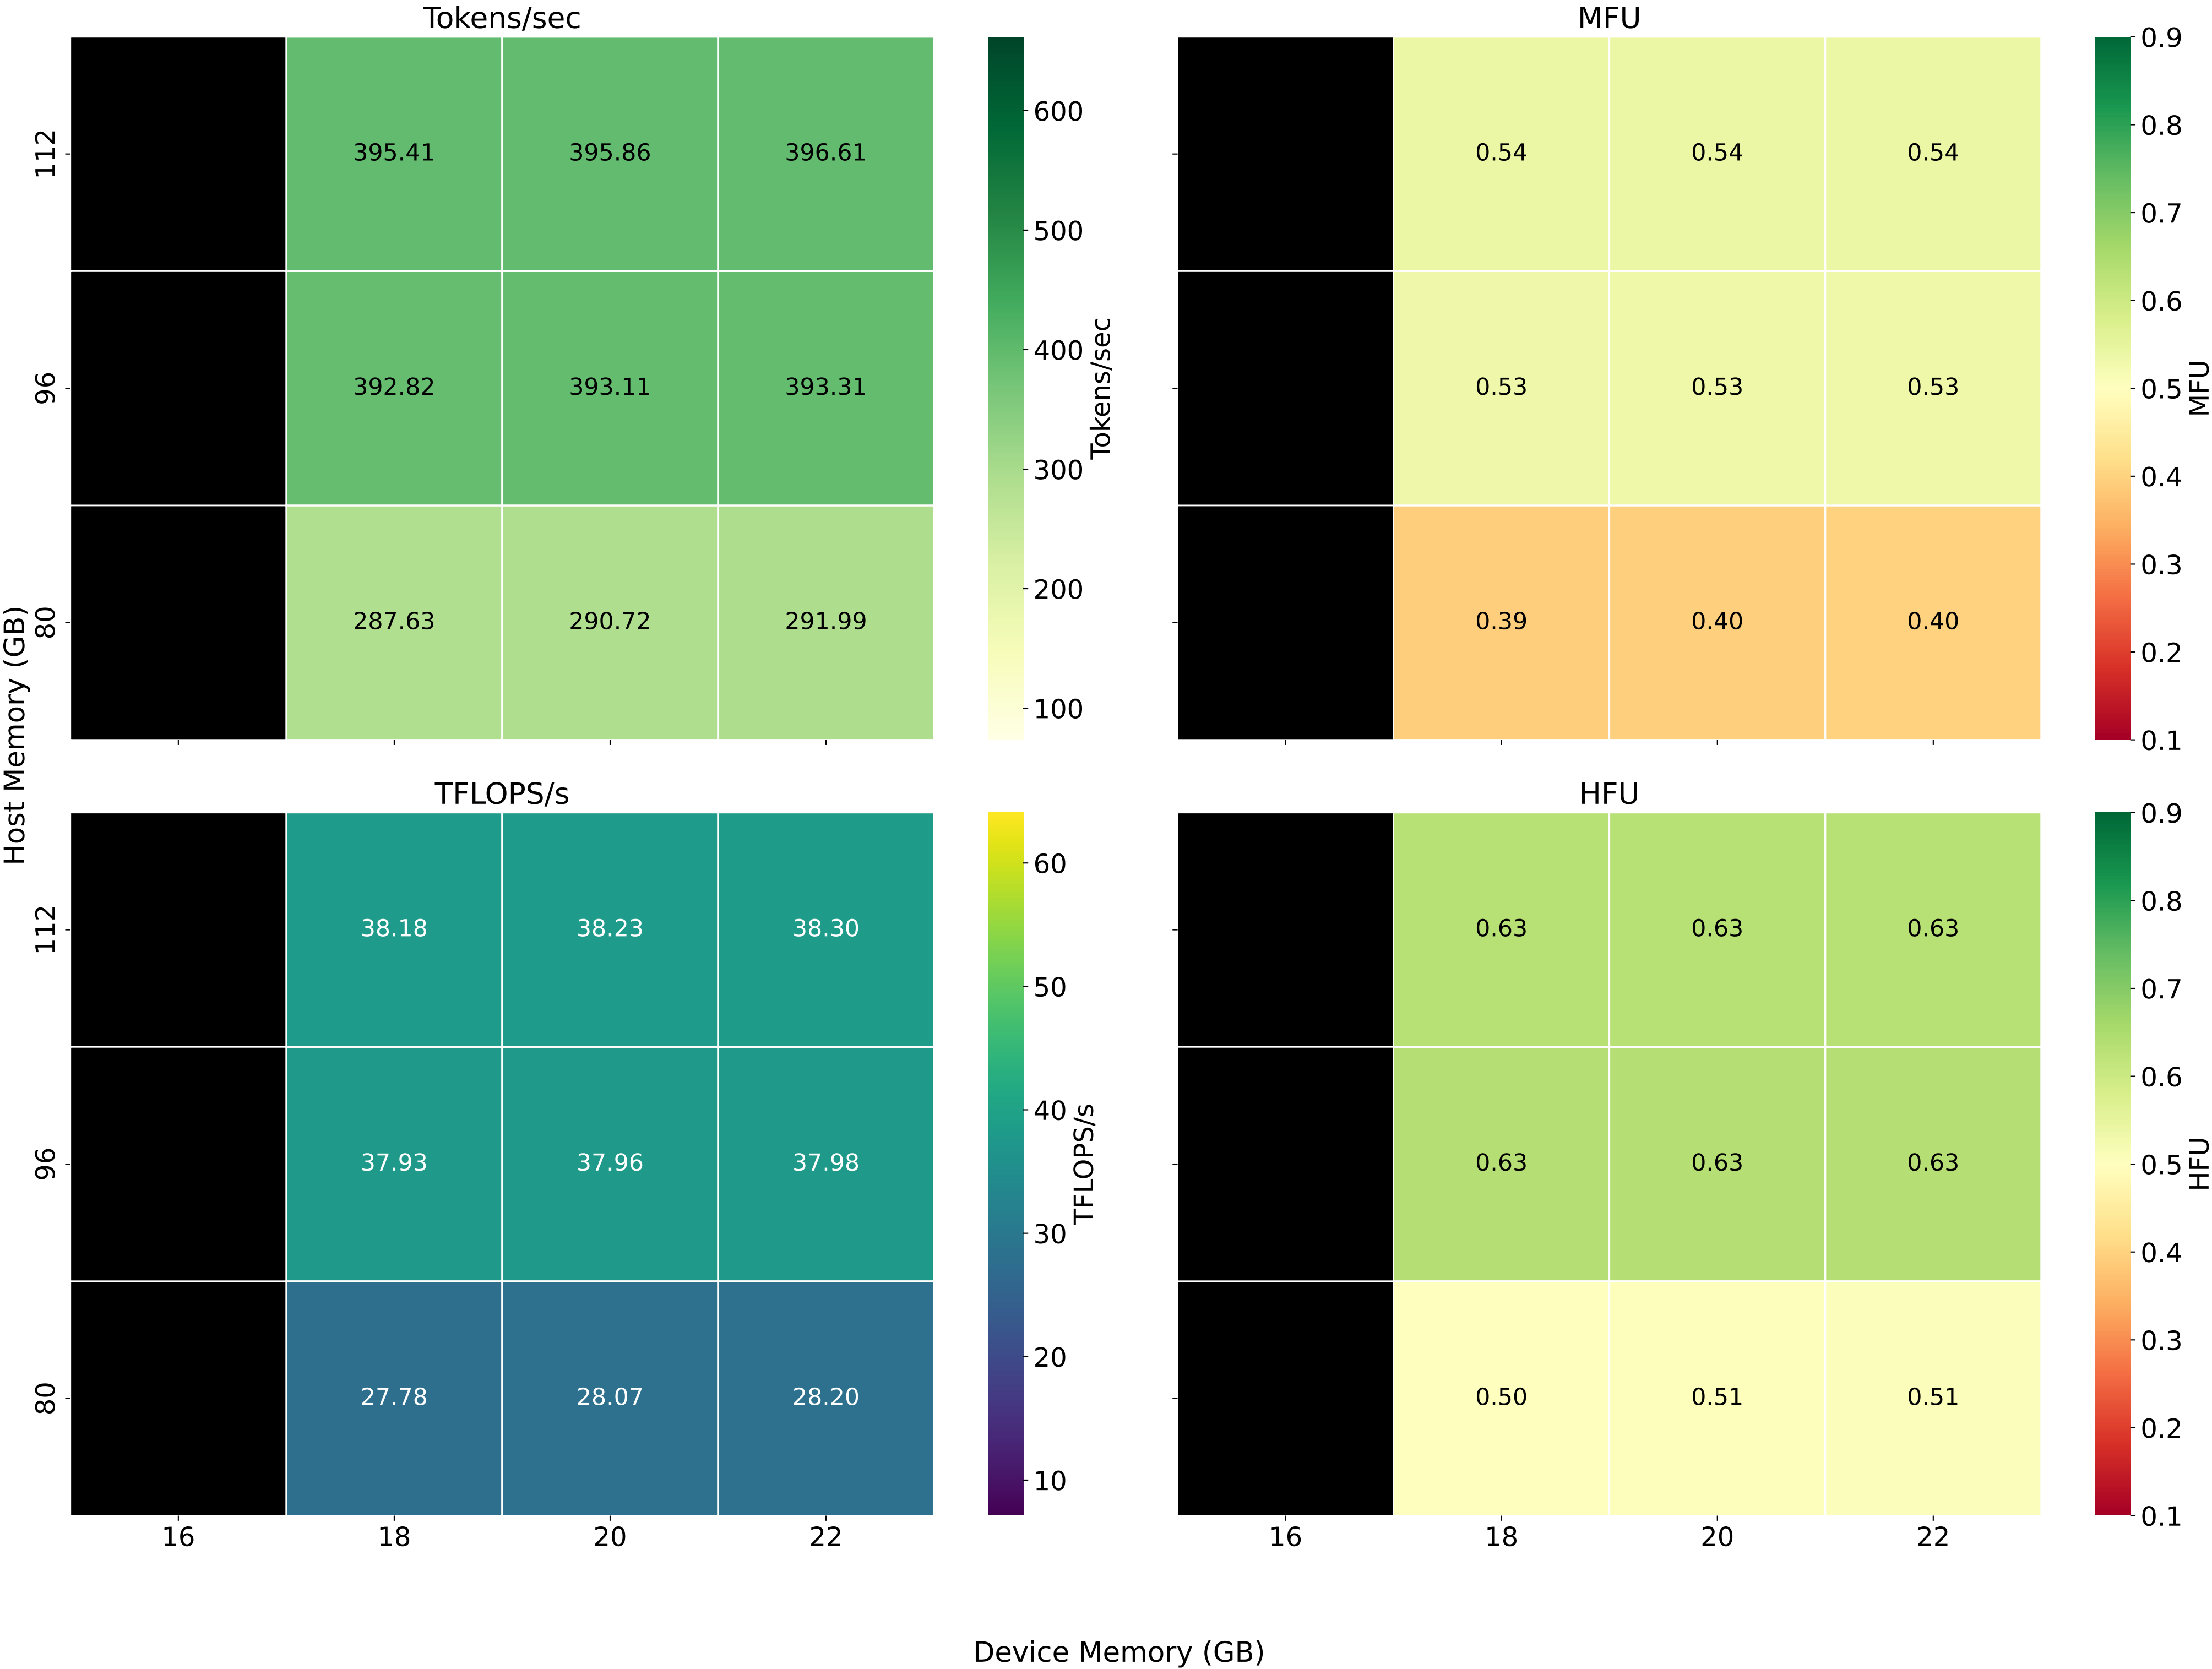 Tokens/sec
112
395.41 395.86 396.61
96
392.82 393.11 393.31
80
287.63 290.72 291.99
600
500
400
300
200
100
Tokens/sec
MFU
0.54 0.54 0.54
0.53 0.53 0.53
0.39 0.40 0.40
0.9
0.8
0.7
0.6
0.5
0.4
0.3
0.2
0.1
MFU
Host Memory (GB)
TFLOPS/s
112
38.18 38.23 38.30
96
37.93 37.96 37.98
80
27.78 28.07 28.20
16 18 20 22
60
50
40
30
20
10
TFLOPS/s
HFU
0.63 0.63 0.63
0.63 0.63 0.63
0.50 0.51 0.51
16 18 20 22
0.9
0.8
0.7
0.6
0.5
0.4
0.3
0.2
0.1
HFU
Device Memory (GB)